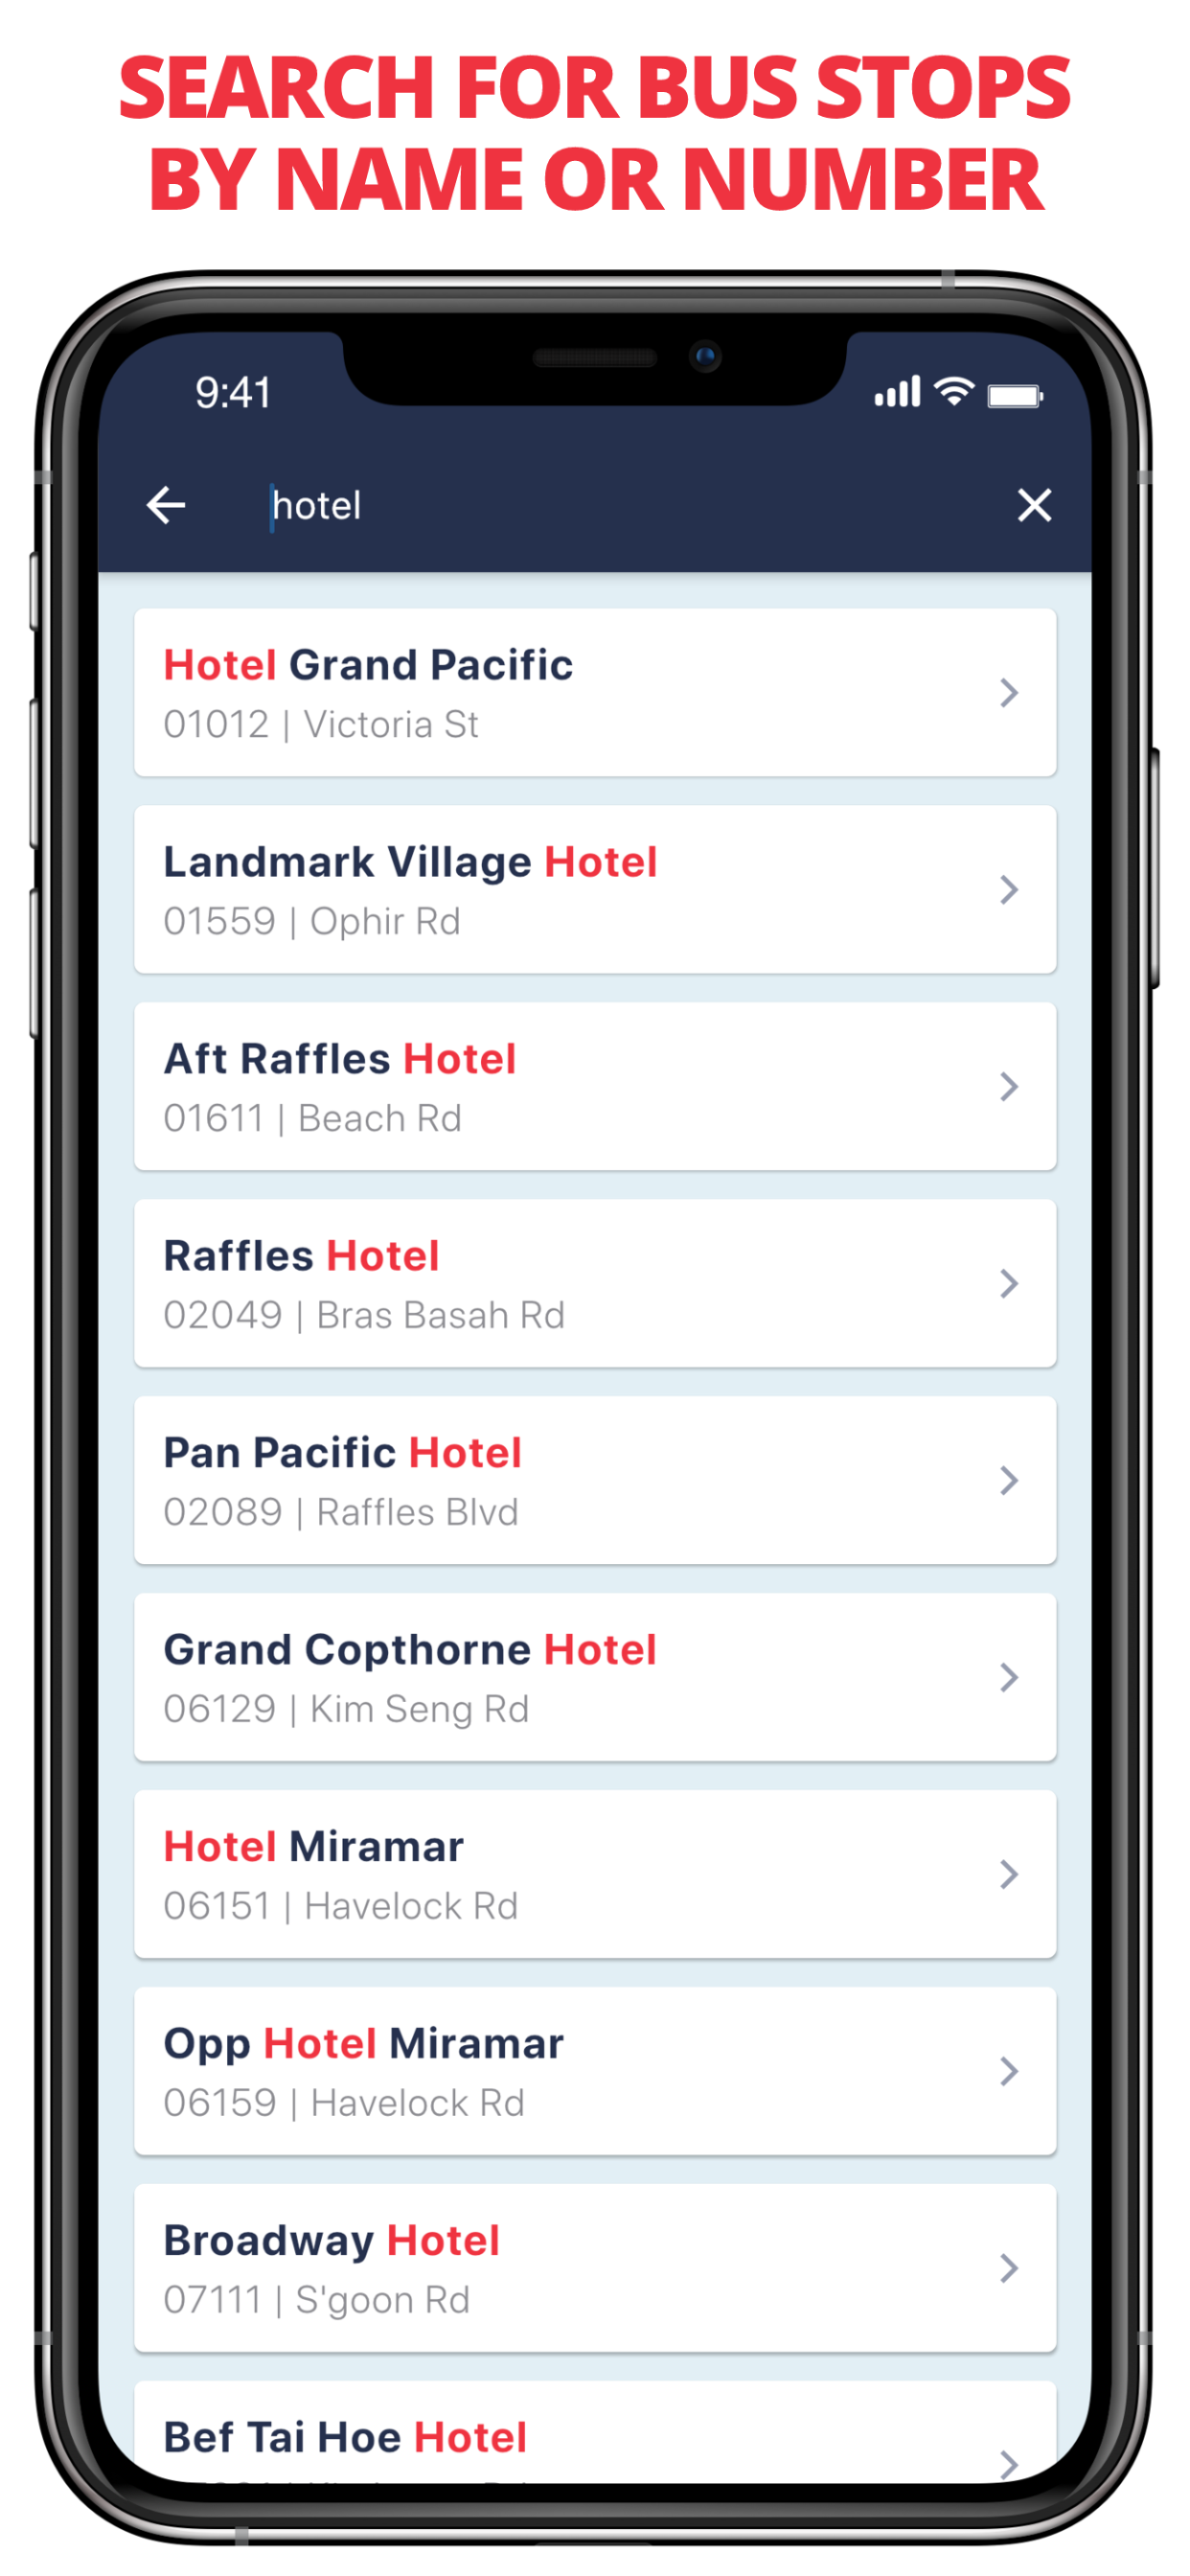 SEARCH FOR BUS STOPS
BY NAME OR NUMBER
9:41
hotel
Hotel Grand Pacific
01012 | Victoria St
Landmark Village Hotel
01559 | Ophir Rd
Aft Raffles Hotel
01611 | Beach Rd
Raffles Hotel
02049 | Bras Basah Rd
Pan Pacific Hotel
02089 | Raffles Blvd
Grand Copthorne Hotel
06129 | Kim Seng Rd
Hotel Miramar
06151 | Havelock Rd
Opp Hotel Miramar
06159 | Havelock Rd
Broadway Hotel
07111 | S'goon Rd
Bef Tai Hoe Hotel